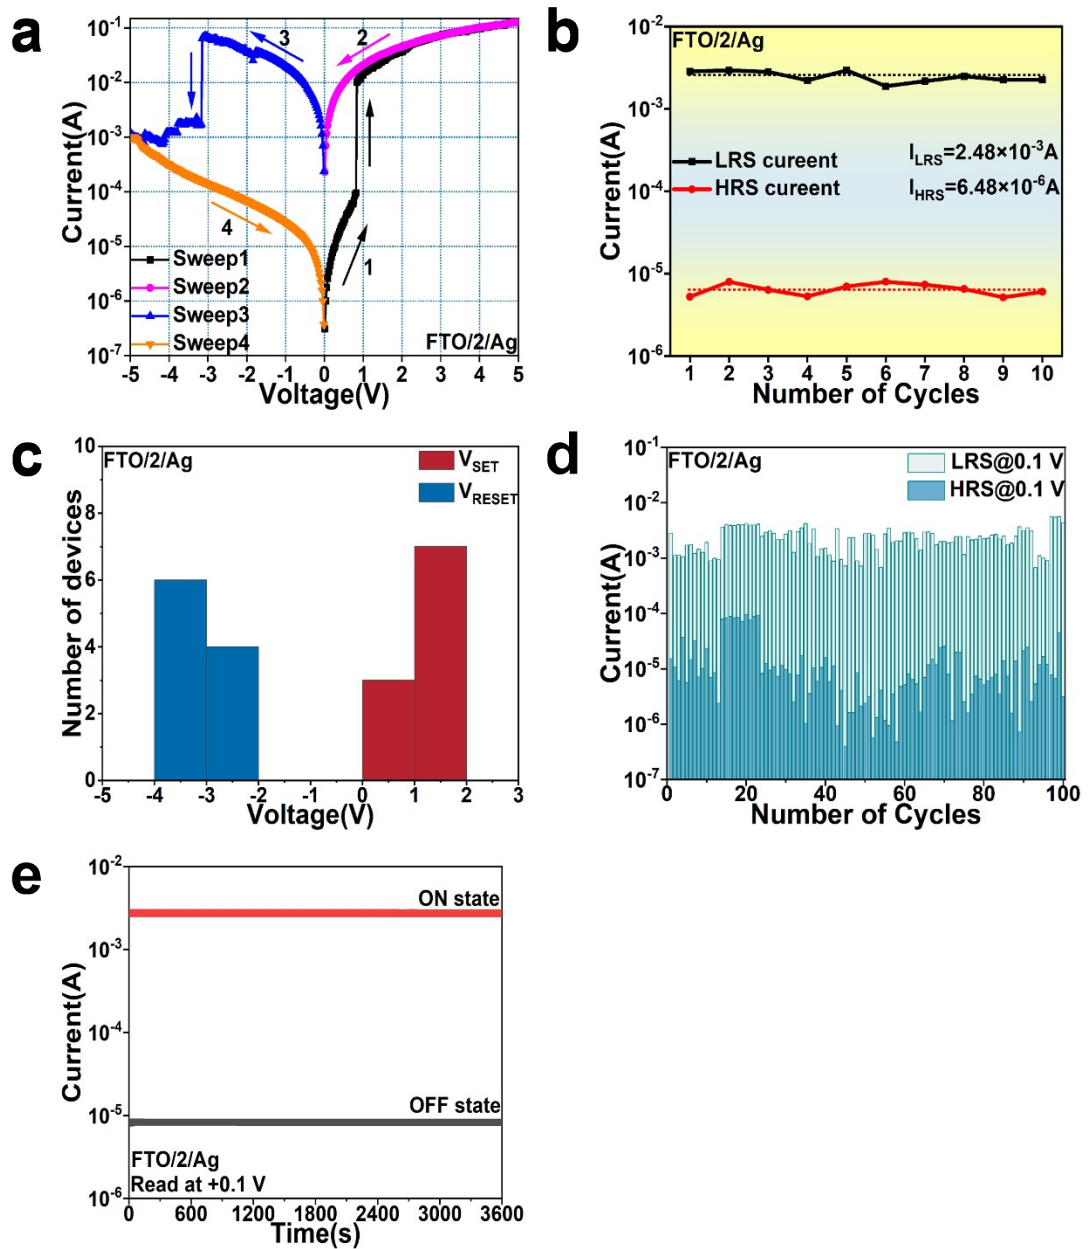 a
10⁻¹
10⁻²
10⁻³
10⁻⁴
10⁻⁵
10⁻⁶
10⁻⁷
Current(A)
3
2
4
1
Sweep1
Sweep2
Sweep3
Sweep4
FTO/2/Ag
-5 -4 -3 -2 -1 0 1 2 3 4 5
Voltage(V)
b
10⁻²
10⁻³
10⁻⁴
10⁻⁵
10⁻⁶
Current(A)
FTO/2/Ag
LRS cureent
HRS cureent
I_LRS=2.48×10⁻³A
I_HRS=6.48×10⁻⁶A
1 2 3 4 5 6 7 8 9 10
Number of Cycles
c
10
8
6
4
2
0
Number of devices
FTO/2/Ag
V_SET
V_RESET
-5 -4 -3 -2 -1 0 1 2 3
Voltage(V)
d
10⁻¹
10⁻²
10⁻³
10⁻⁴
10⁻⁵
10⁻⁶
10⁻⁷
Current(A)
FTO/2/Ag
LRS@0.1 V
HRS@0.1 V
0 20 40 60 80 100
Number of Cycles
e
10⁻²
10⁻³
10⁻⁴
10⁻⁵
10⁻⁶
Current(A)
ON state
OFF state
FTO/2/Ag
Read at +0.1 V
0 600 1200 1800 2400 3000 3600
Time(s)